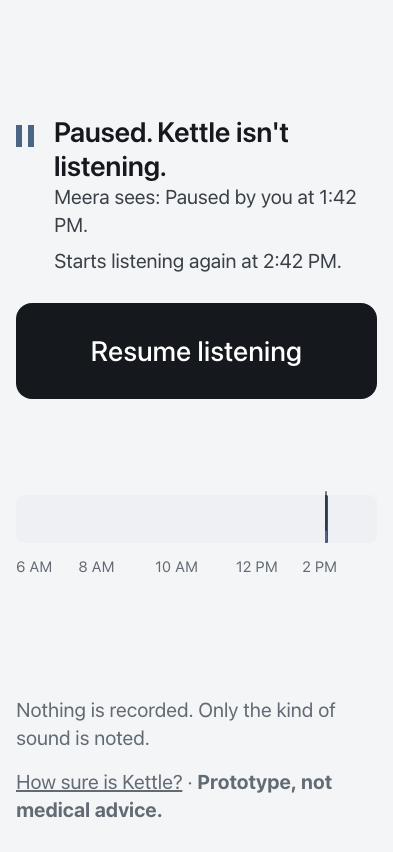 Paused. Kettle isn't
listening.
Meera sees: Paused by you at 1:42
PM.
Starts listening again at 2:42 PM.
Resume listening
6 AM 8 AM 10 AM 12 PM 2 PM
Nothing is recorded. Only the kind of
sound is noted.
How sure is Kettle? · Prototype, not
medical advice.